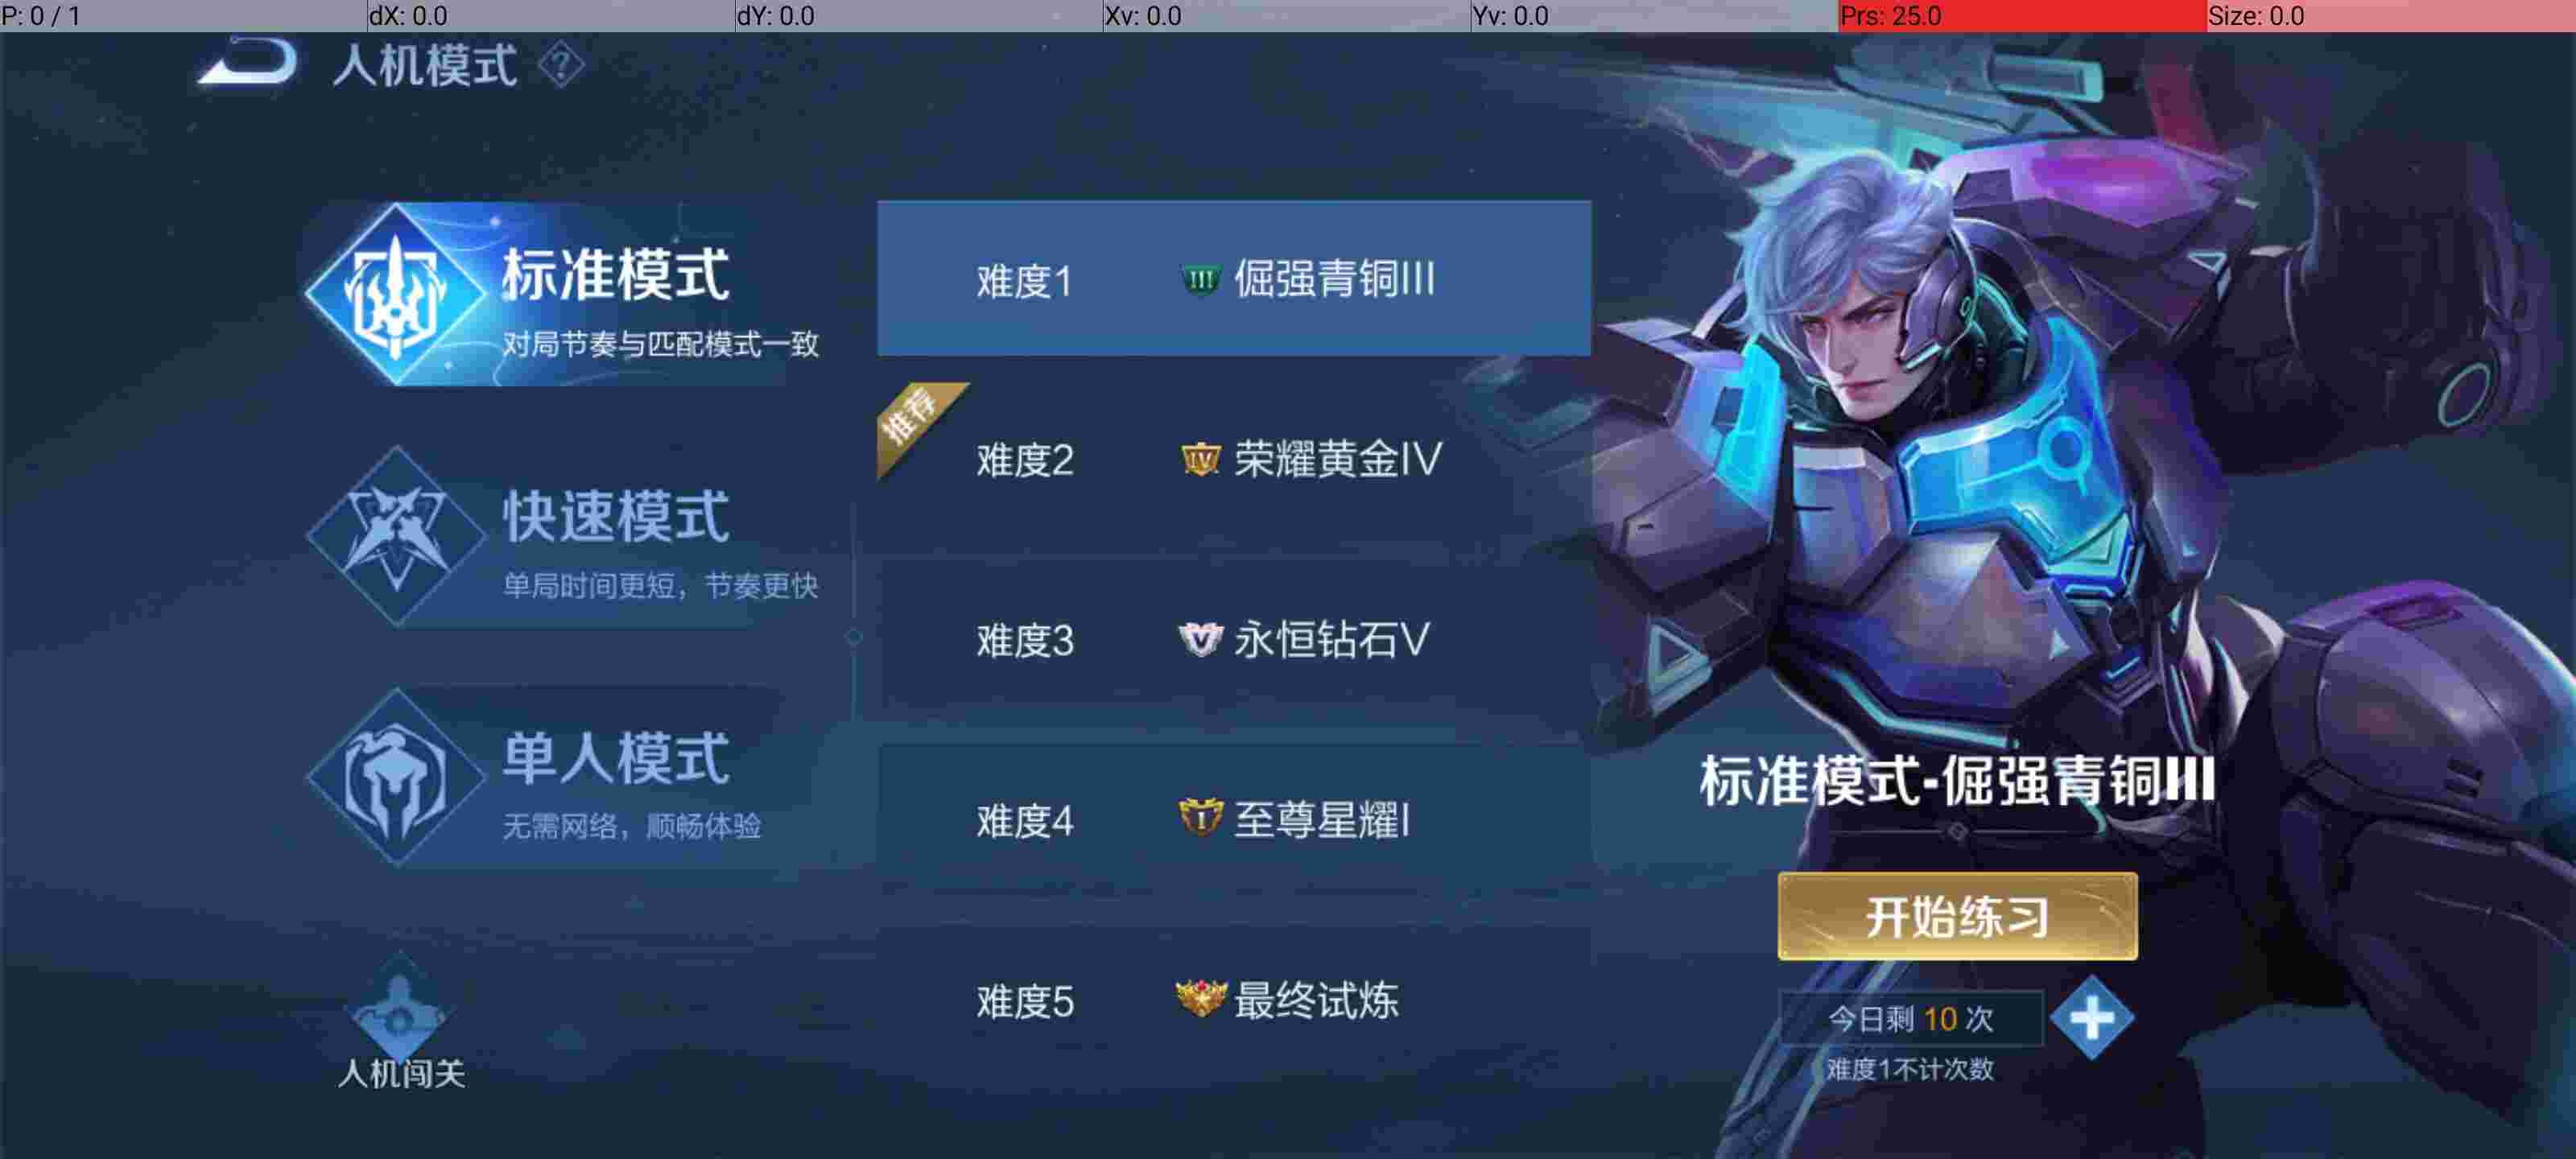 P: 0 / 1
dX: 0.0
dY: 0.0
Xv: 0.0
Yv: 0.0
Prs: 25.0
Size: 0.0
人机模式 ?
标准模式
对局节奏与匹配模式一致
快速模式
单局时间更短，节奏更快
单人模式
无需网络，顺畅体验
人机闯关
难度1 III 倔强青铜III
推荐
难度2 IV 荣耀黄金IV
难度3 V 永恒钻石V
难度4 I 至尊星耀I
难度5 最终试炼
标准模式-倔强青铜III
开始练习
今日剩 10 次
难度1不计次数